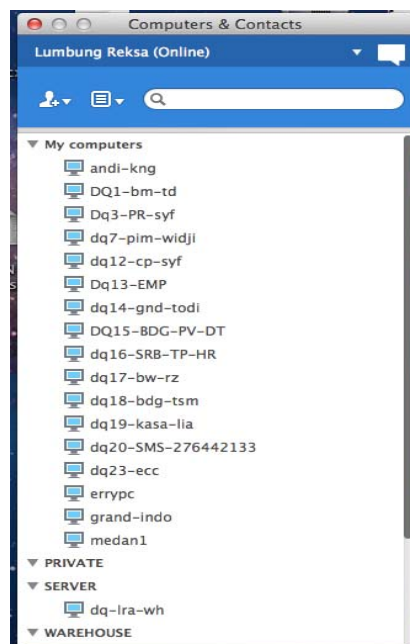 Computers & Contacts
Lumbung Reksa (Online)
My computers
andi-kng
DQ1-bm-td
Dq3-PR-syf
dq7-pim-widji
dq12-cp-syf
Dq13-EMP
dq14-gnd-todi
DQ15-BDG-PV-DT
dq16-SRB-TP-HR
dq17-bw-rz
dq18-bdg-tsm
dq19-kasa-lia
dq20-SMS-276442133
dq23-ecc
errypc
grand-indo
medan1
PRIVATE
SERVER
dq-lra-wh
WAREHOUSE